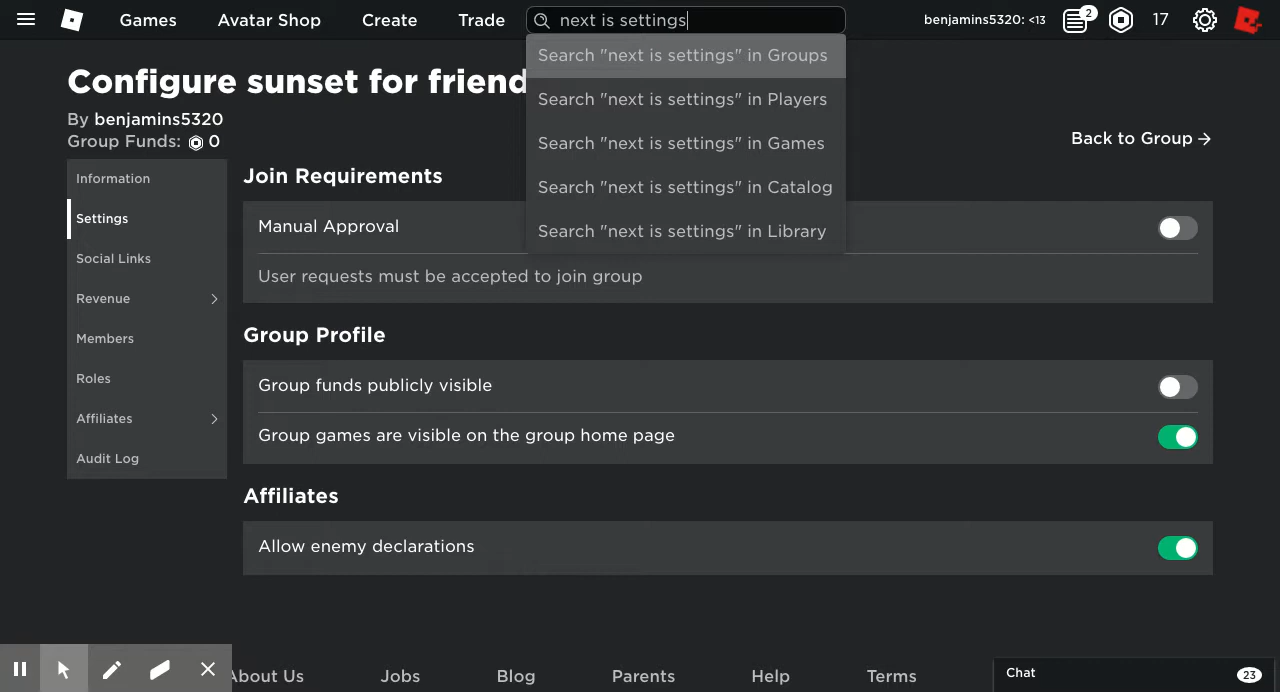 Games
Avatar Shop
Create
Trade
next is settings
benjamins5320: <13
2
17
Search "next is settings" in Groups
Search "next is settings" in Players
Search "next is settings" in Games
Search "next is settings" in Catalog
Search "next is settings" in Library
Configure sunset for friend
By benjamins5320
Group Funds: 0
Back to Group
Information
Settings
Social Links
Revenue
Members
Roles
Affiliates
Audit Log
Join Requirements
Manual Approval
User requests must be accepted to join group
Group Profile
Group funds publicly visible
Group games are visible on the group home page
Affiliates
Allow enemy declarations
About Us
Jobs
Blog
Parents
Help
Terms
Chat
23